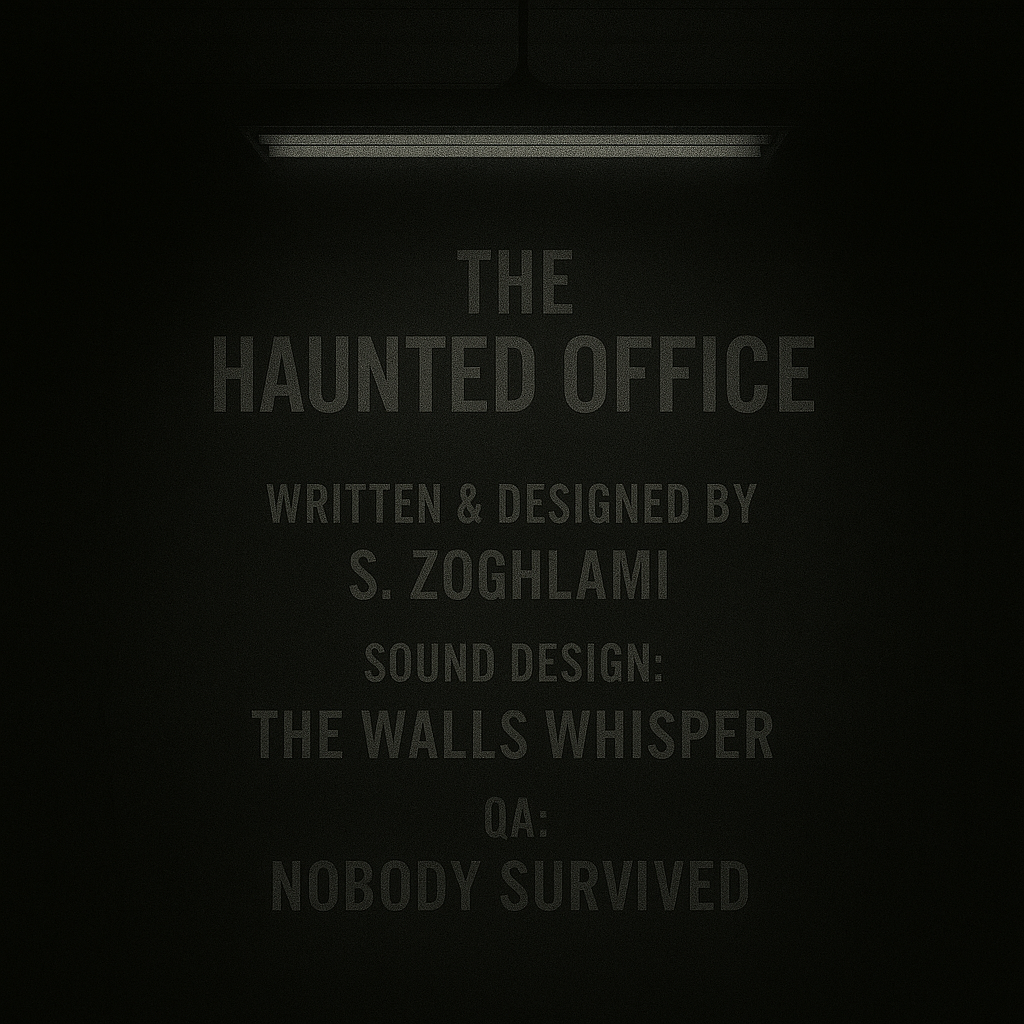 THE
HAUNTED OFFICE
WRITTEN & DESIGNED BY
S. ZOGHLAMI
SOUND DESIGN:
THE WALLS WHISPER
QA:
NOBODY SURVIVED